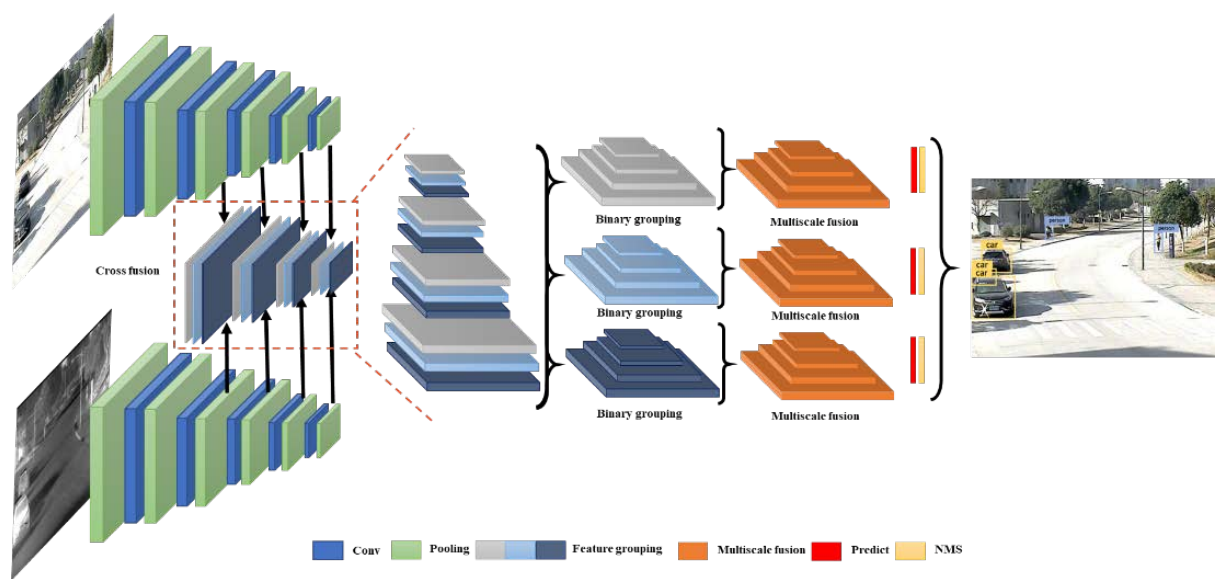 Cross fusion
Binary grouping
Multiscale fusion
Binary grouping
Multiscale fusion
Binary grouping
Multiscale fusion
person
person
car
car
car
Conv
Pooling
Feature grouping
Multiscale fusion
Predict
NMS